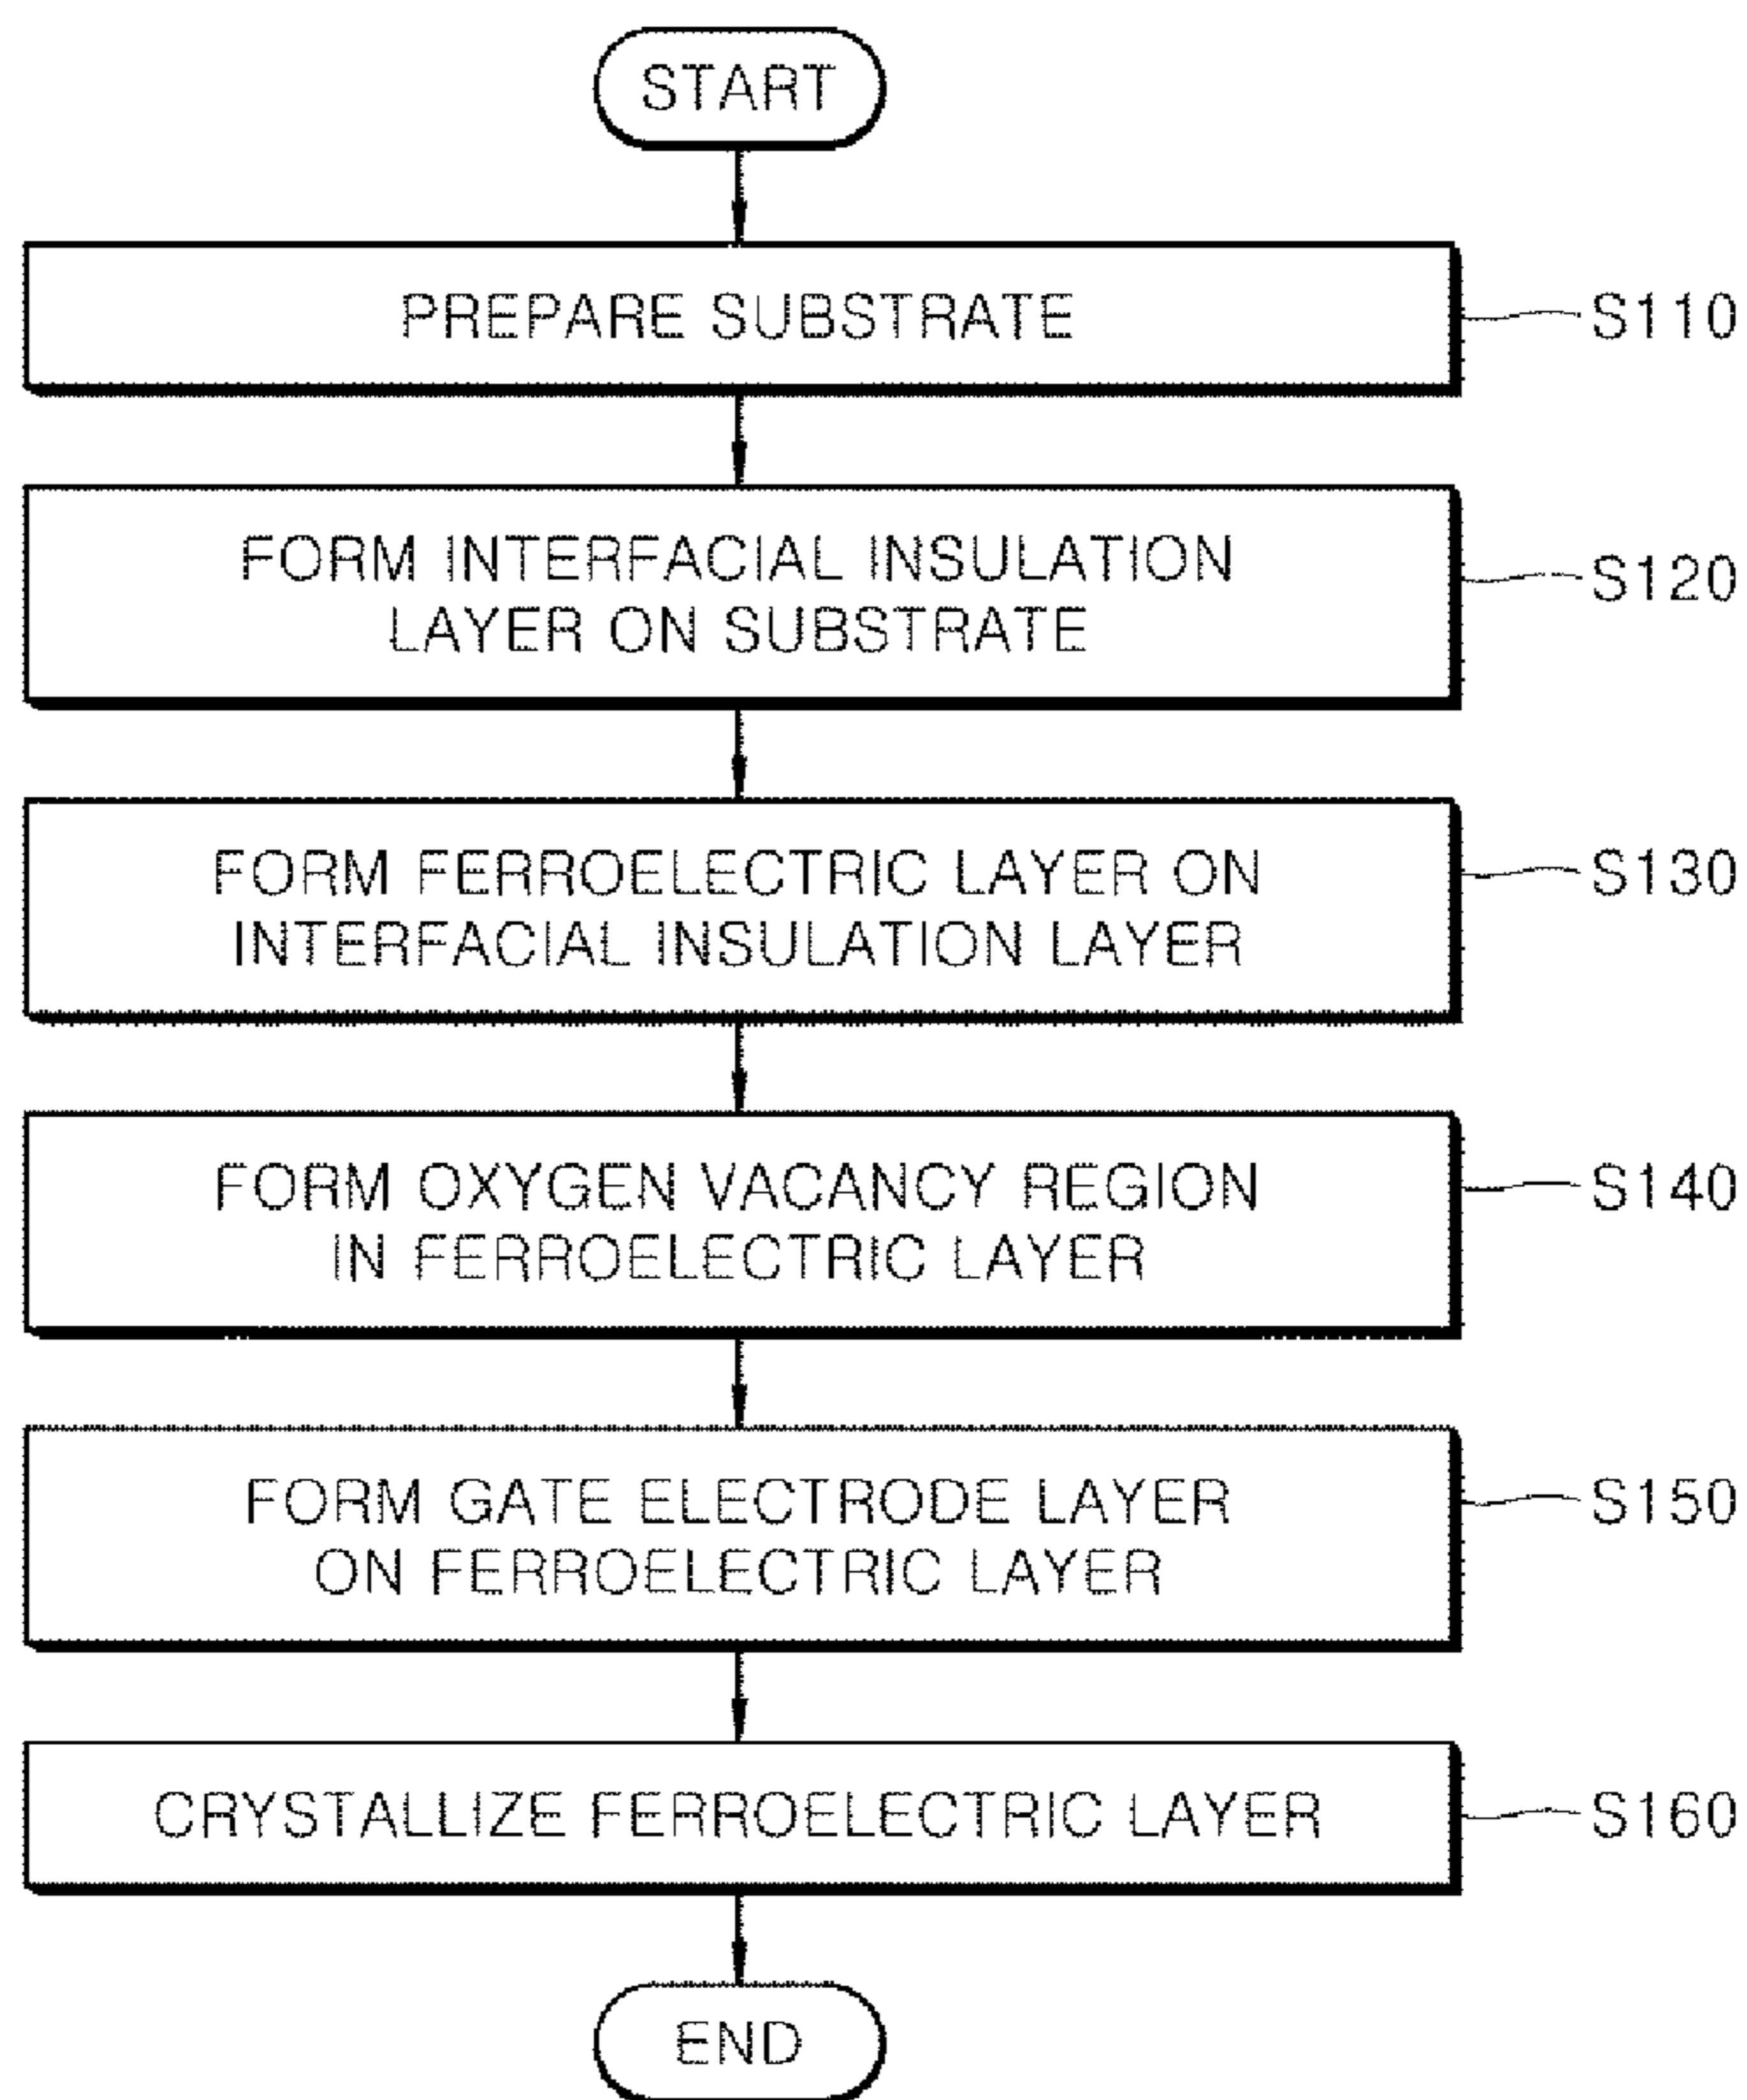 START
PREPARE SUBSTRATE
S110
FORM INTERFACIAL INSULATION
LAYER ON SUBSTRATE
S120
FORM FERROELECTRIC LAYER ON
INTERFACIAL INSULATION LAYER
S130
FORM OXYGEN VACANCY REGION
IN FERROELECTRIC LAYER
S140
FORM GATE ELECTRODE LAYER
ON FERROELECTRIC LAYER
S150
CRYSTALLIZE FERROELECTRIC LAYER
S160
END